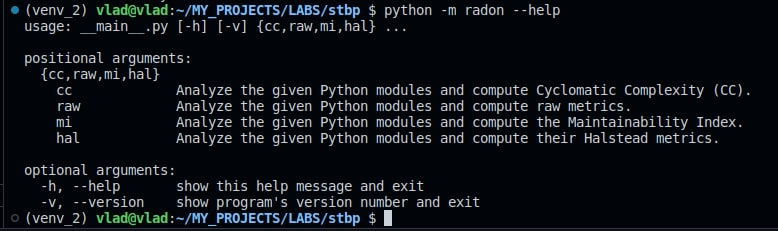 (venv_2) vlad@vlad:~/MY_PROJECTS/LABS/stbp $ python -m radon --help
usage: __main__.py [-h] [-v] {cc,raw,mi,hal} ...
positional arguments:
{cc,raw,mi,hal}
cc Analyze the given Python modules and compute Cyclomatic Complexity (CC).
raw Analyze the given Python modules and compute raw metrics.
mi Analyze the given Python modules and compute the Maintainability Index.
hal Analyze the given Python modules and compute their Halstead metrics.
optional arguments:
-h, --help show this help message and exit
-v, --version show program's version number and exit
(venv_2) vlad@vlad:~/MY_PROJECTS/LABS/stbp $